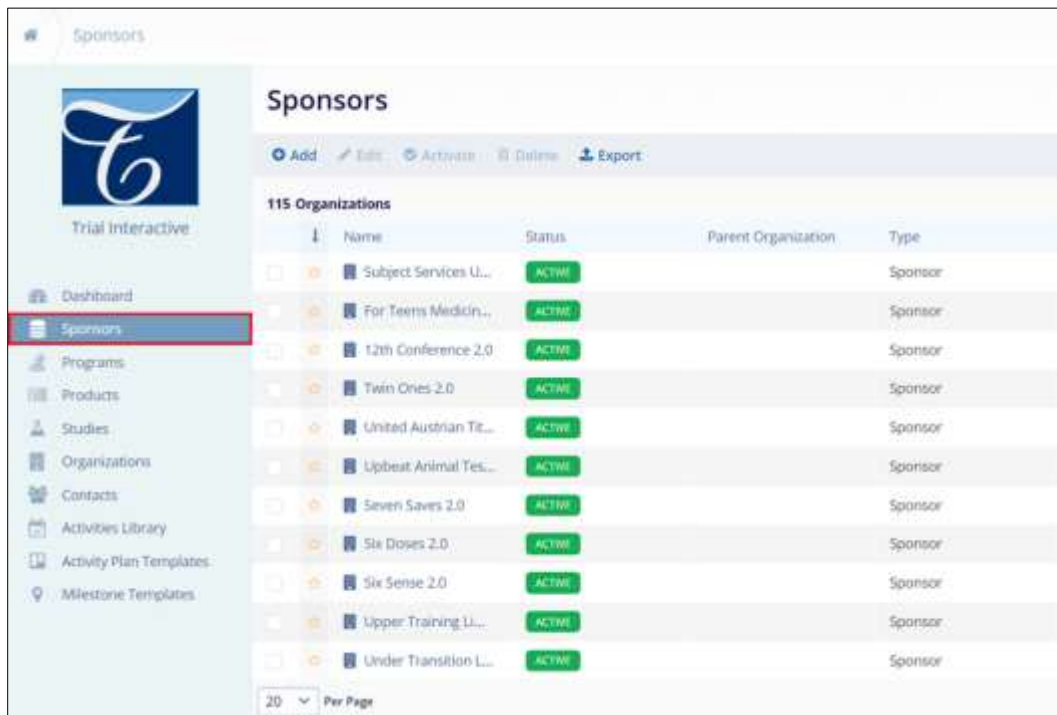 Sponsors
Trial Interactive
Dashboard
Sponsors
Programs
Products
Studies
Organizations
Contacts
Activities Library
Activity Plan Templates
Milestone Templates
Sponsors
Add Edit Activate Delete Export
115 Organizations
Name Status Parent Organization Type
Subject Services U... ACTIVE Sponsor
For Teens Medicin... ACTIVE Sponsor
12th Conference 2.0 ACTIVE Sponsor
Twin Ones 2.0 ACTIVE Sponsor
United Austrian Tit... ACTIVE Sponsor
Upbeat Animal Tes... ACTIVE Sponsor
Seven Saves 2.0 ACTIVE Sponsor
Six Doses 2.0 ACTIVE Sponsor
Six Sense 2.0 ACTIVE Sponsor
Upper Training Li... ACTIVE Sponsor
Under Transition L... ACTIVE Sponsor
20 Per Page